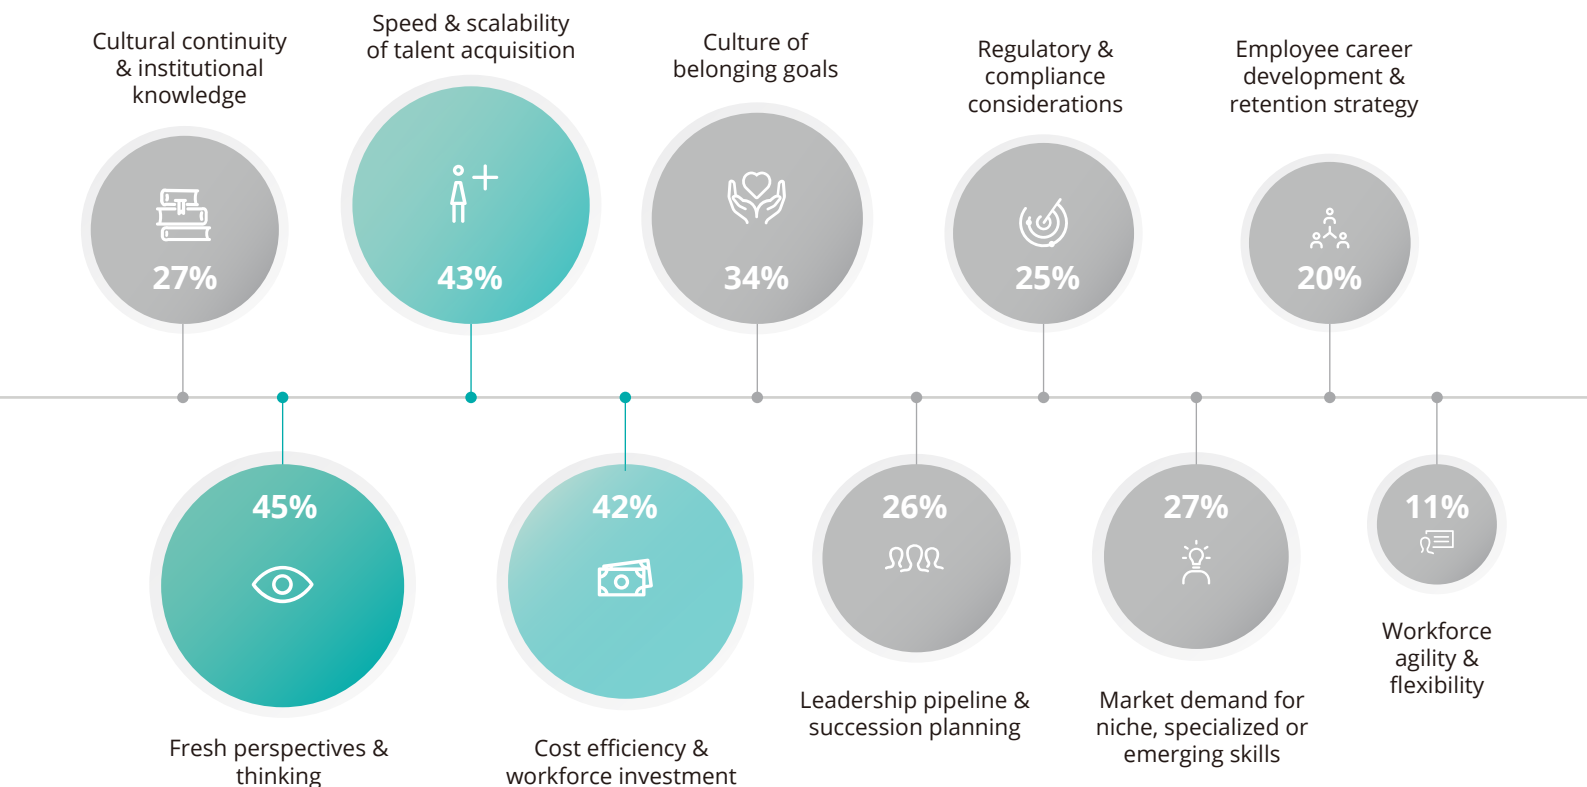 Cultural continuity
& institutional
knowledge
27%
Speed & scalability
of talent acquisition
43%
Culture of
belonging goals
34%
Regulatory &
compliance
considerations
25%
Employee career
development &
retention strategy
20%
45%
Fresh perspectives &
thinking
42%
Cost efficiency &
workforce investment
26%
Leadership pipeline &
succession planning
27%
Market demand for
niche, specialized or
emerging skills
11%
Workforce
agility &
flexibility